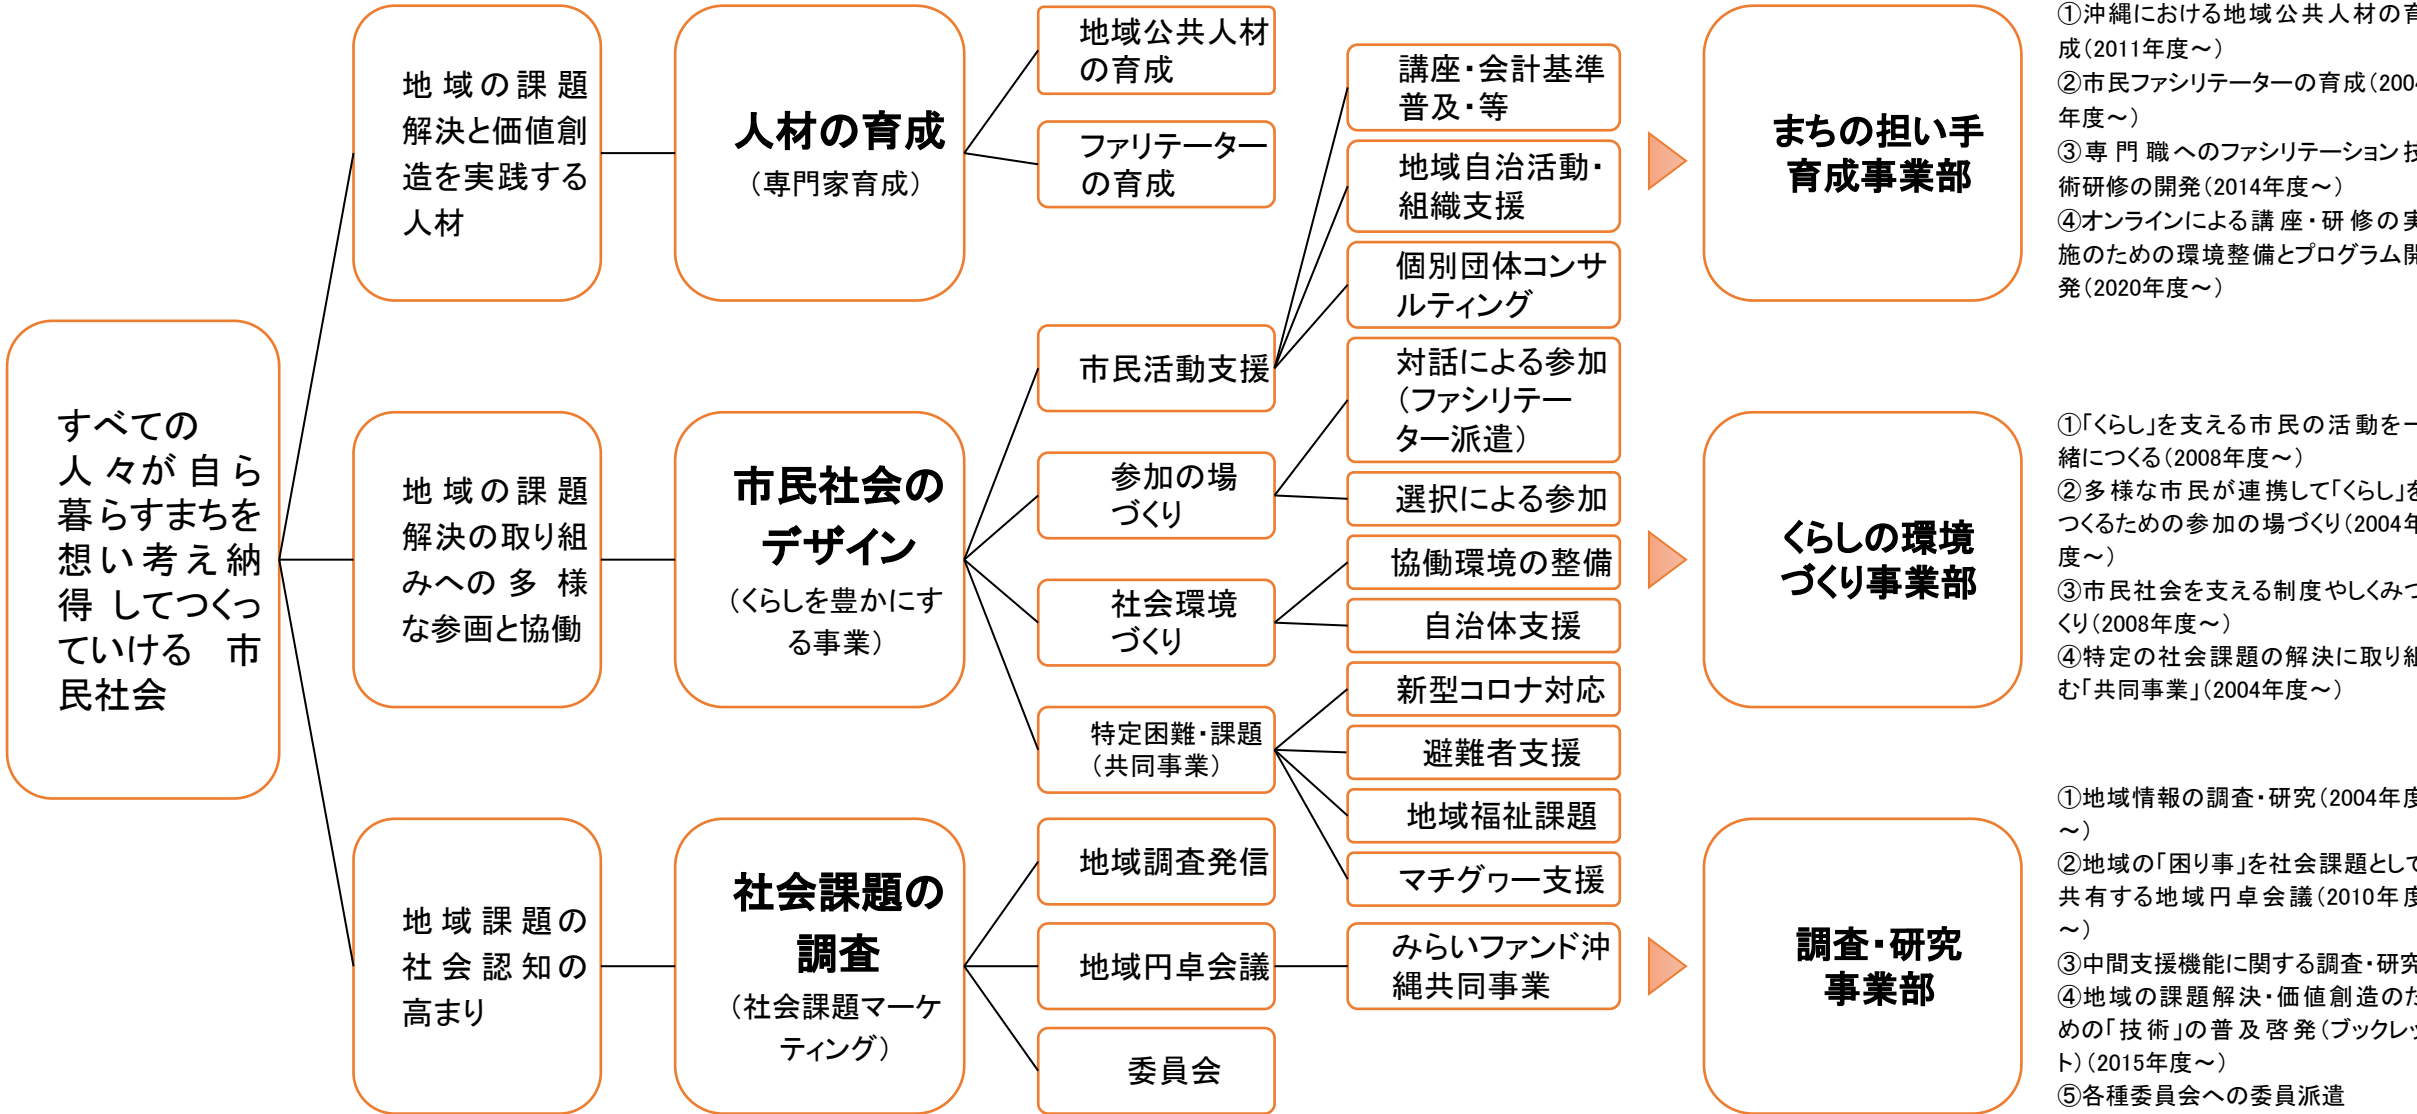 すべての
人々が自ら
暮らすまちを
想い考え納
得してつくっ
ていける 市
民社会
地域の課題
解決と価値創
造を実践する
人材
地域の課題
解決の取り組
みへの多様
な参画と協働
地域課題の
社会認知の
高まり
人材の育成
（専門家育成）
市民社会の
デザイン
（くらしを豊かにす
る事業）
社会課題の
調査
（社会課題マーケ
ティング）
地域公共人材
の育成
ファリテーター
の育成
市民活動支援
参加の場
づくり
社会環境
づくり
特定困難・課題
（共同事業）
地域調査発信
地域円卓会議
委員会
講座・会計基準
普及・等
地域自治活動・
組織支援
個別団体コンサ
ルティング
対話による参加
（ファシリテー
ター派遣）
選択による参加
協働環境の整備
自治体支援
新型コロナ対応
避難者支援
地域福祉課題
マチグヮー支援
みらいファンド沖
縄共同事業
まちの担い手
育成事業部
くらしの環境
づくり事業部
調査・研究
事業部
①沖縄における地域公共人材の育
成（2011年度～）
②市民ファシリテーターの育成（2004
年度～）
③専門職へのファシリテーション技
術研修の開発（2014年度～）
④オンラインによる講座・研修の実
施のための環境整備とプログラム開
発（2020年度～）
①「くらし」を支える市民の活動を一
緒につくる（2008年度～）
②多様な市民が連携して「くらし」を
つくるための参加の場づくり（2004年
度～）
③市民社会を支える制度やしくみづ
くり（2008年度～）
④特定の社会課題の解決に取り組
む「共同事業」（2004年度～）
①地域情報の調査・研究（2004年度
～）
②地域の「困り事」を社会課題として
共有する地域円卓会議（2010年度
～）
③中間支援機能に関する調査・研究
④地域の課題解決・価値創造のた
めの「技術」の普及啓発（ブックレッ
ト）（2015年度～）
⑤各種委員会への委員派遣